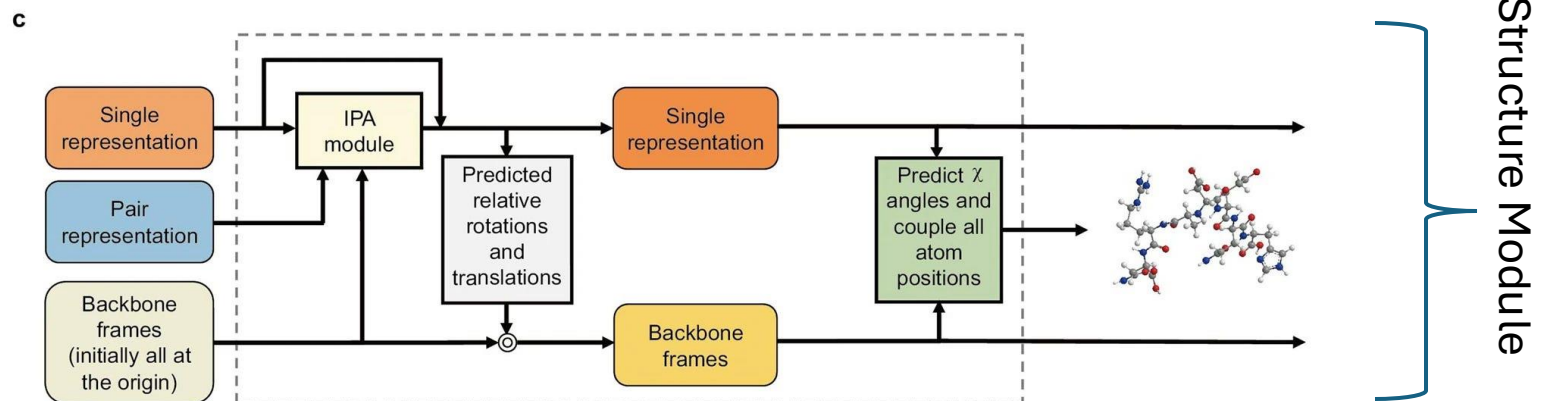 c
Single
representation
Pair
representation
Backbone
frames
(initially all at
the origin)
IPA
module
Predicted
relative
rotations
and
translations
Single
representation
Backbone
frames
Predict χ
angles and
couple all
atom
positions
Structure Module